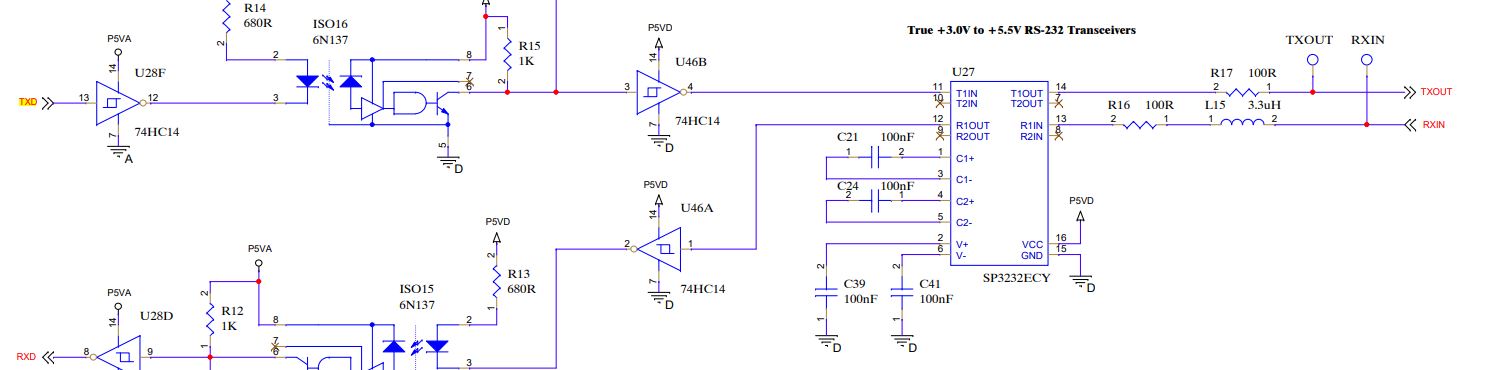 R14
680R
2
P5VA
14
U28F
TXD
13
12
74HC14
7
A
ISO16
6N137
2
3
8
7
6
5
D
1
R15
1K
2
P5VD
14
U46B
3
4
74HC14
7
D
True +3.0V to +5.5V RS-232 Transceivers
U27
11
T1IN
T1OUT
14
10
T2IN
T2OUT
7
12
R1OUT
R1IN
13
9
R2OUT
R2IN
8
1
C1+
3
C1-
4
C2+
5
C2-
2
V+
VCC
16
6
V-
GND
15
SP3232ECY
TXOUT
RXIN
R17
100R
2
1
TXOUT
R16
100R
2
1
L15
3.3uH
1
2
RXIN
C21
100nF
1
2
C24
100nF
2
1
P5VD
D
2
C39
100nF
1
D
2
C41
100nF
1
D
P5VD
14
U46A
2
1
74HC14
7
D
P5VD
2
R13
680R
1
P5VA
2
R12
1K
1
ISO15
6N137
8
7
6
2
3
P5VA
14
U28D
RXD
8
9